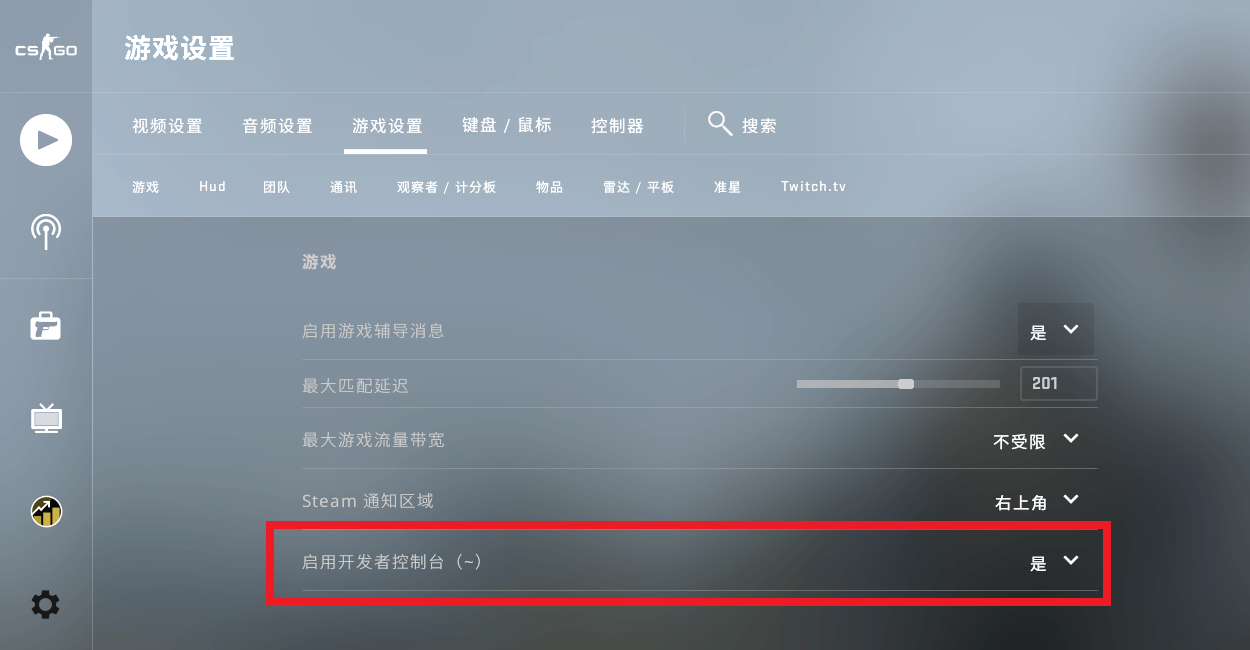 CS GO
游戏设置
视频设置 音频设置 游戏设置 键盘 / 鼠标 控制器 搜索
游戏 Hud 团队 通讯 观察者 / 计分板 物品 雷达 / 平板 准星 Twitch.tv
游戏
启用游戏辅导消息 是
最大匹配延迟 201
最大游戏流量带宽 不受限
Steam 通知区域 右上角
启用开发者控制台（~） 是